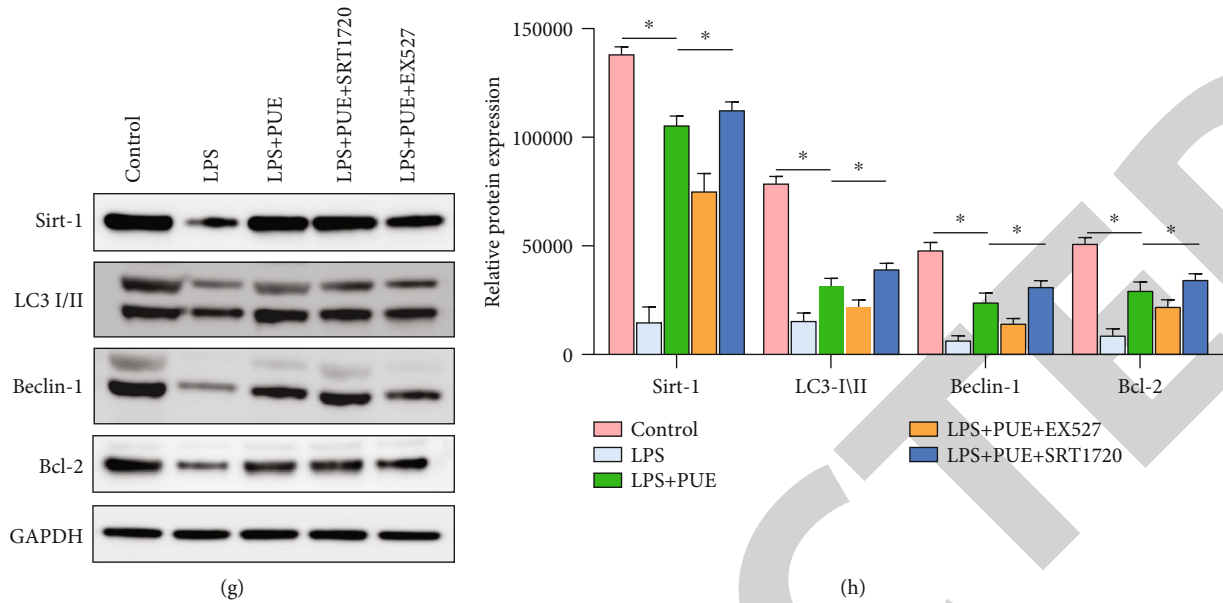 Control
LPS
LPS+PUE
LPS+PUE+SRT1720
LPS+PUE+EX527
Sirt-1
LC3 I/II
Beclin-1
Bcl-2
GAPDH
(g)
Relative protein expression
150000
100000
50000
0
* *
* *
* *
* *
Sirt-1 LC3-I\II Beclin-1 Bcl-2
Control
LPS
LPS+PUE
LPS+PUE+EX527
LPS+PUE+SRT1720
(h)
CTED